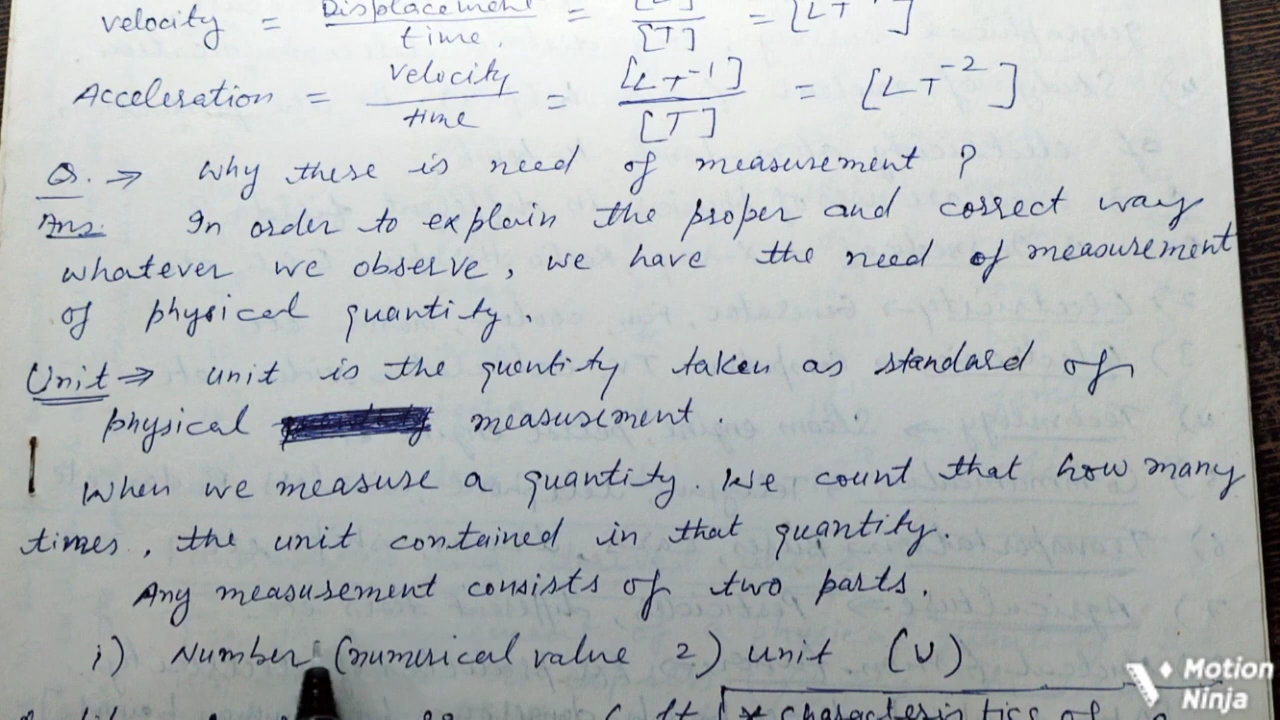 velocity = Displacement / time = [L] / [T] = [LT⁻¹]
Acceleration = velocity / time = [LT⁻¹] / [T] = [LT⁻²]
Q. ⇒ Why there is need of measurement ?
Ans. In order to explain the proper and correct way
whatever we observe, we have the need of measurement
of physical quantity.
Unit ⇒ unit is the quantity taken as standard of
physical measurement.
When we measure a quantity. We count that how many
times, the unit contained in that quantity.
Any measurement consists of two parts.
i) Number (numerical value 2) unit (U)
* characteristics of
Motion
Ninja